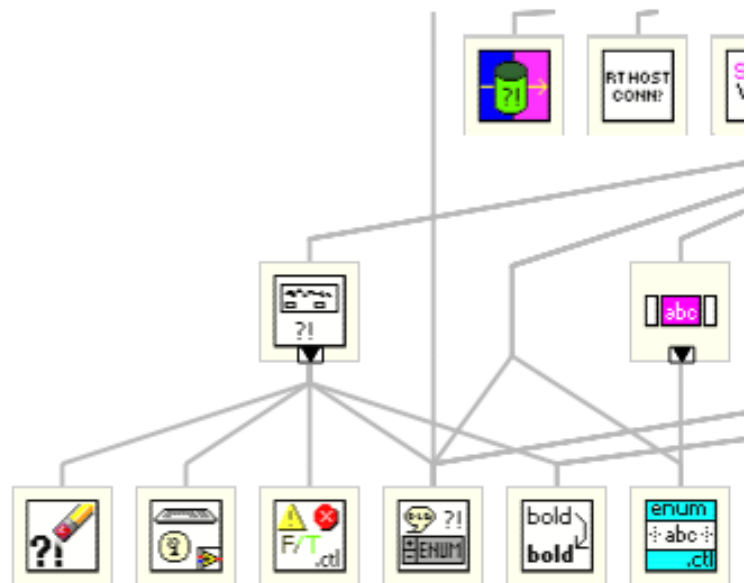 ?!
RT HOST
CONN?
S
V
?!
abc
?!
F/T
.ctl
?!
ENUM
bold
bold
enum
abc
.ctl